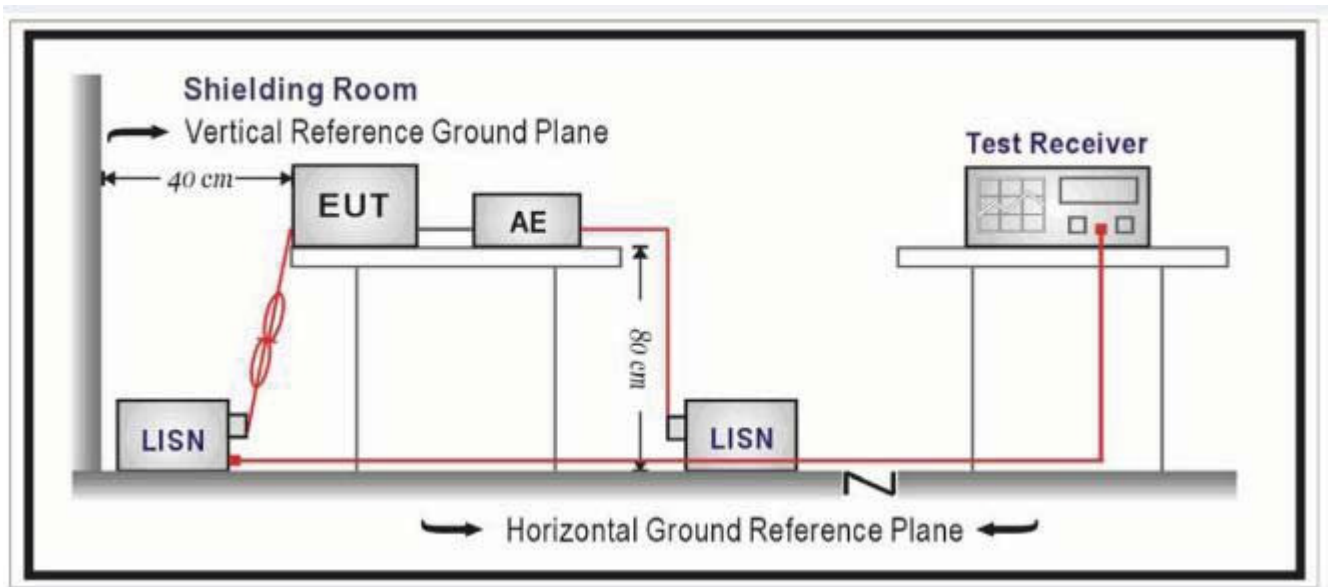 Shielding Room
Vertical Reference Ground Plane
Test Receiver
40 cm
EUT
AE
80 cm
LISN
LISN
Horizontal Ground Reference Plane